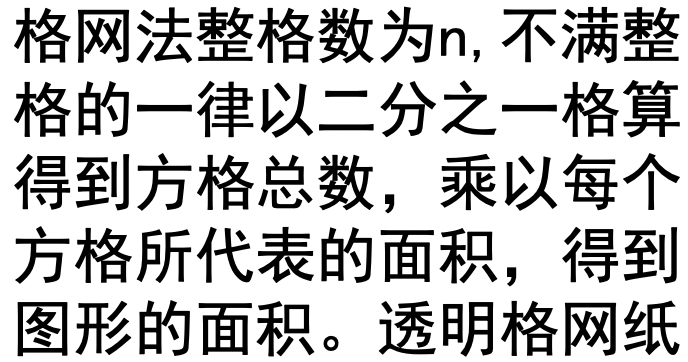 格网法整格数为n,不满整
格的一律以二分之一格算
得到方格总数，乘以每个
方格所代表的面积，得到
图形的面积。透明格网纸